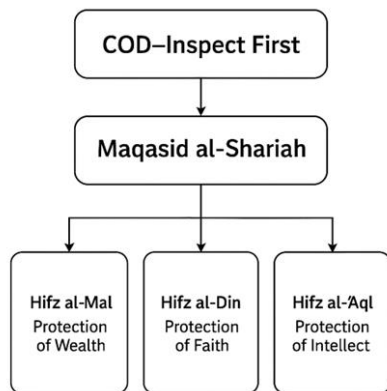 COD–Inspect First
Maqasid al-Shariah
Hifz al-Mal
Protection
of Wealth
Hifz al-Din
Protection
of Faith
Hifz al-'Aql
Protection
of Intellect